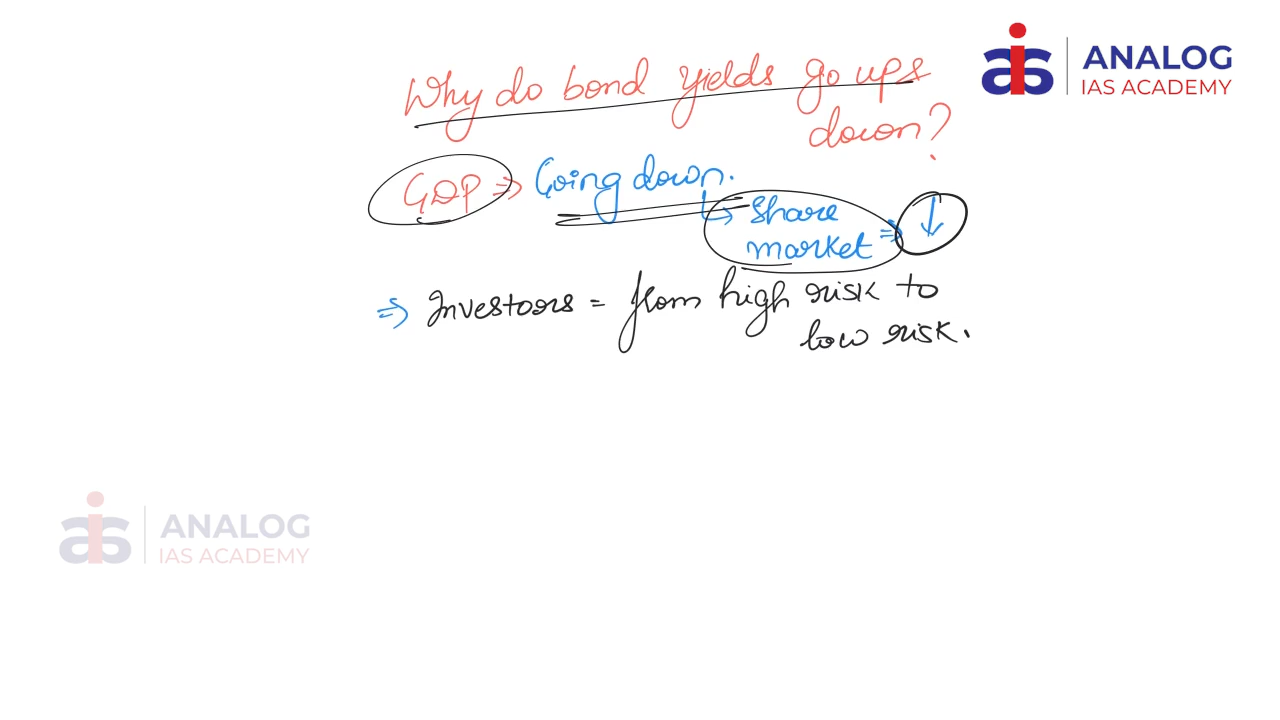 ANALOG
IAS ACADEMY
Why do bond yields go up &
down?
GDP ⇒ Going down.
↳ Share
market ⇒ ↓
⇒ Investors = from high risk to
low risk.
ANALOG
IAS ACADEMY